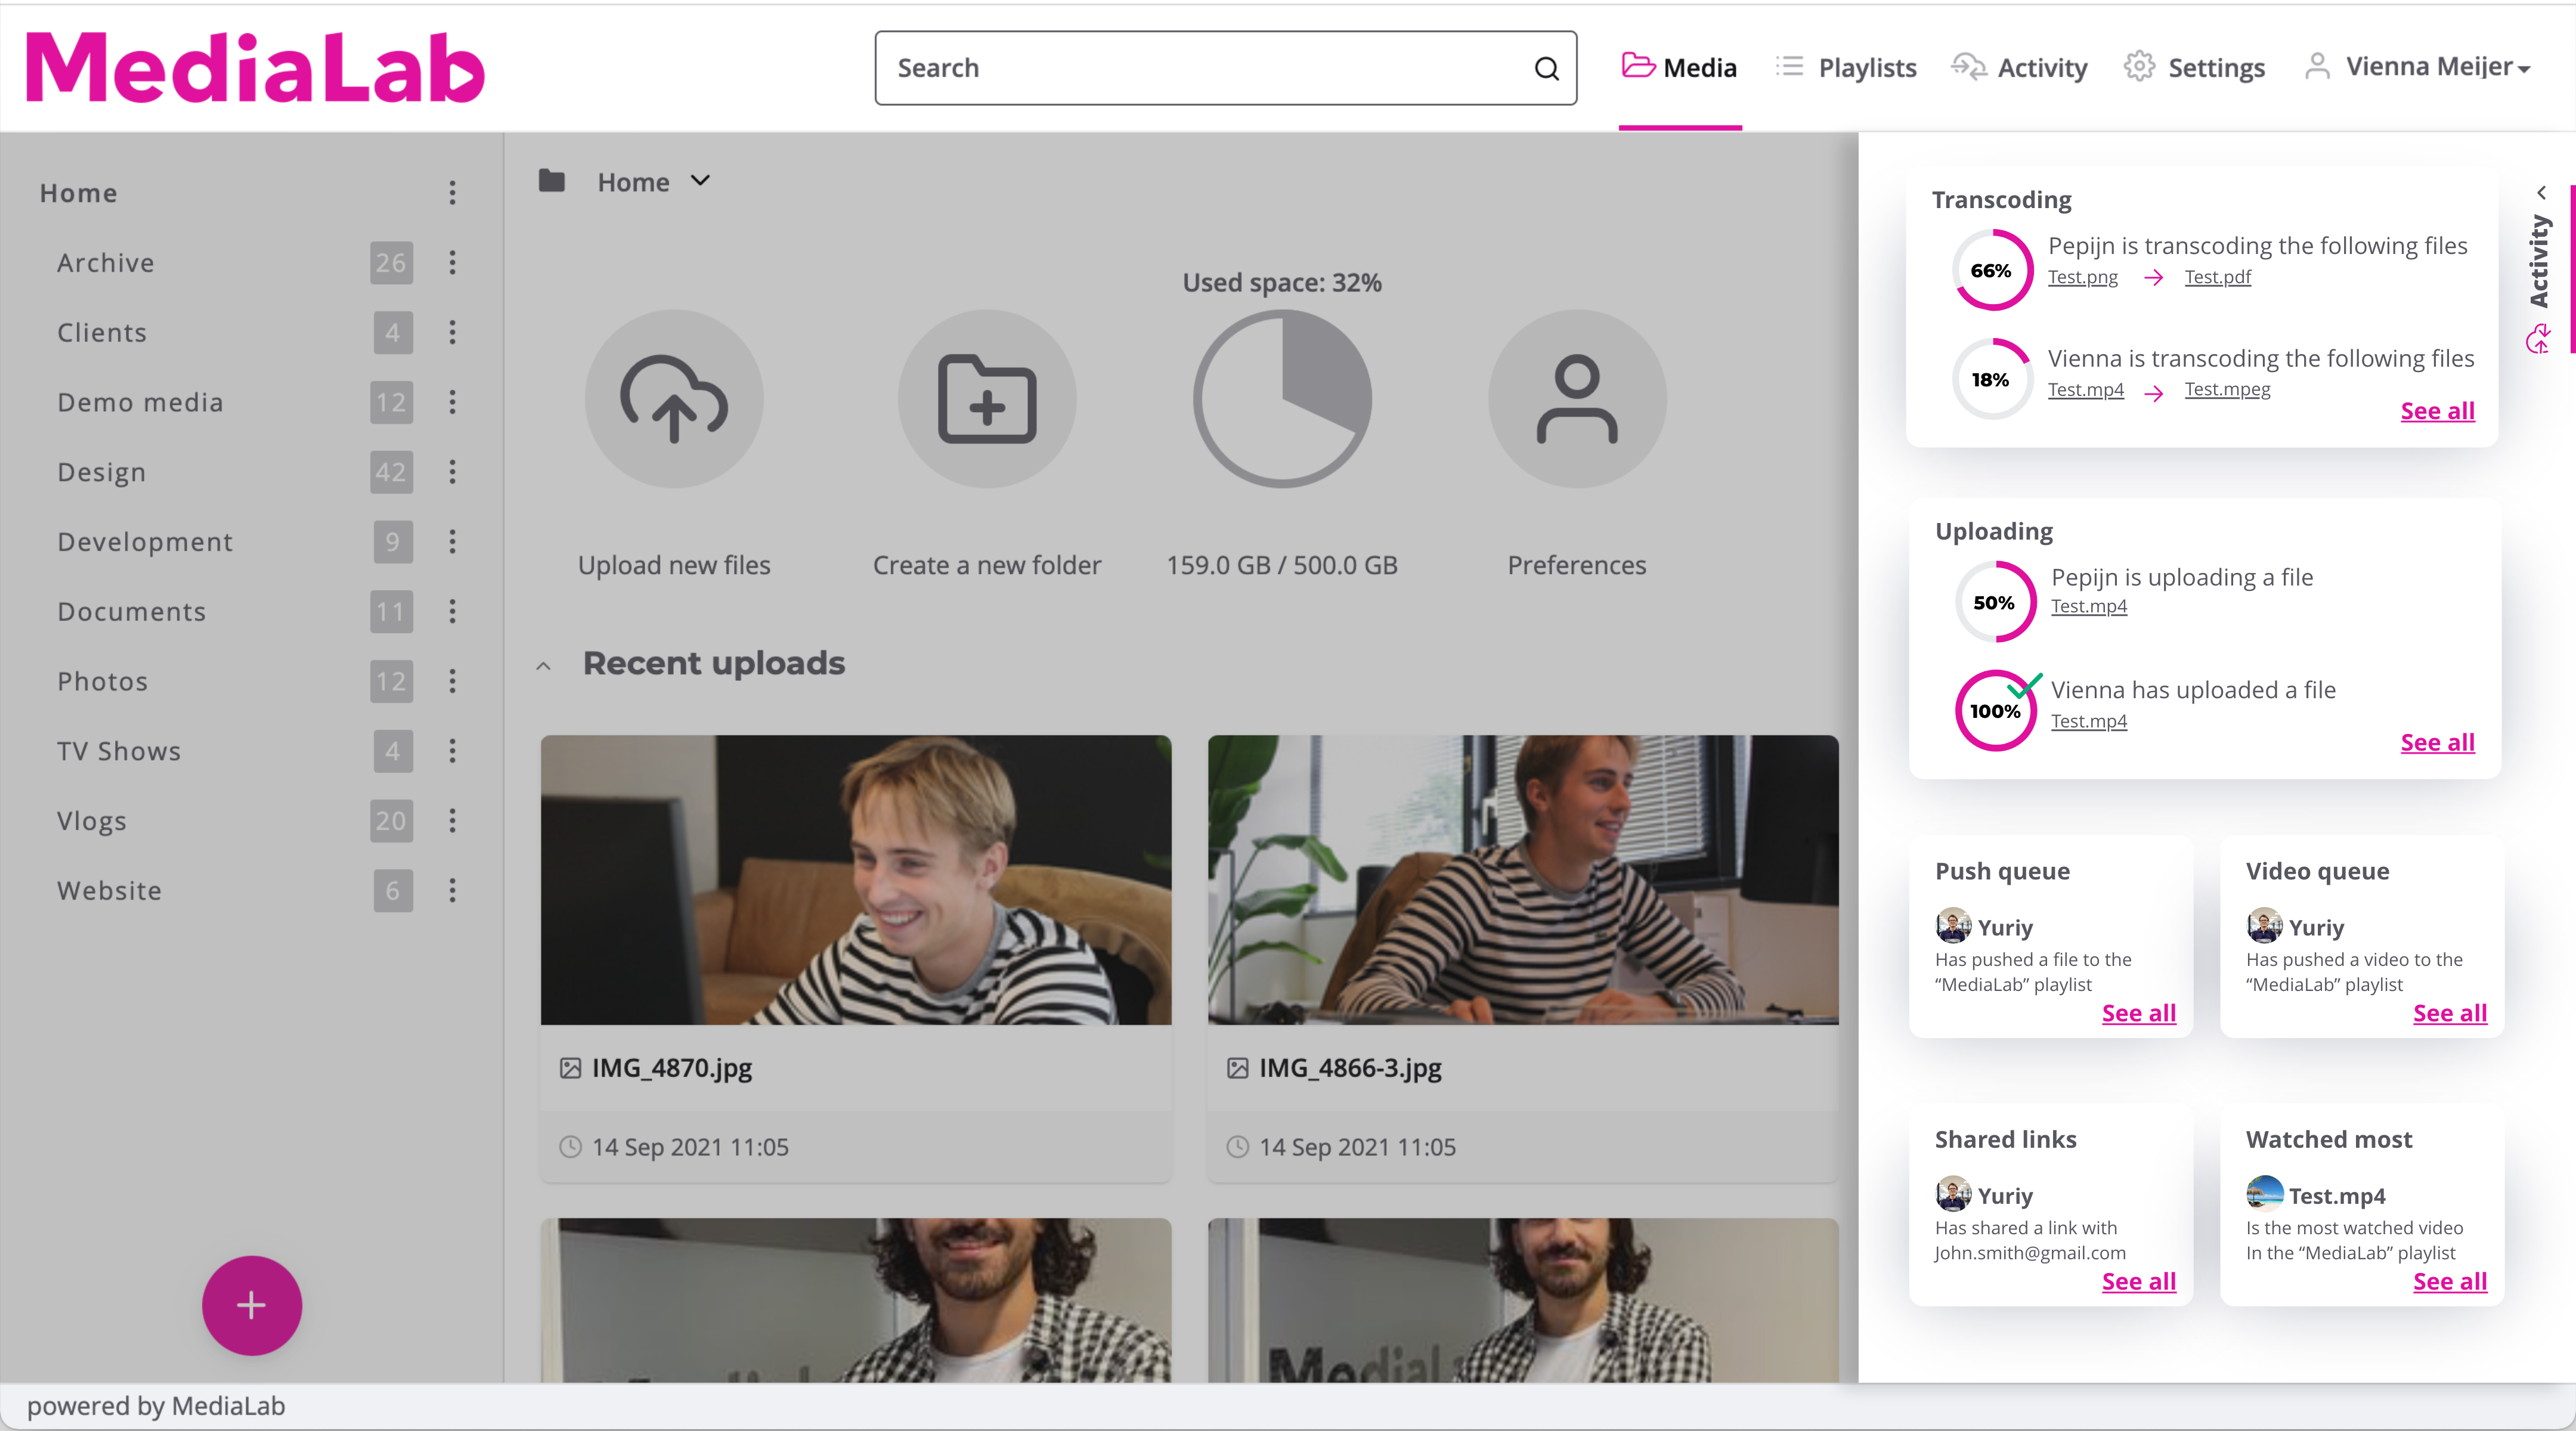 MediaLab
Search
Media
Playlists
Activity
Settings
Vienna Meijer
Home
Archive 26
Clients 4
Demo media 12
Design 42
Development 9
Documents 11
Photos 12
TV Shows 4
Vlogs 20
Website 6
Home
Used space: 32%
Upload new files
Create a new folder
159.0 GB / 500.0 GB
Preferences
Recent uploads
IMG_4870.jpg
14 Sep 2021 11:05
IMG_4866-3.jpg
14 Sep 2021 11:05
Medial
Transcoding
66%
Pepijn is transcoding the following files
Test.png → Test.pdf
18%
Vienna is transcoding the following files
Test.mp4 → Test.mpeg
See all
Uploading
50%
Pepijn is uploading a file
Test.mp4
100%
Vienna has uploaded a file
Test.mp4
See all
Push queue
Yuriy
Has pushed a file to the
“MediaLab” playlist
See all
Video queue
Yuriy
Has pushed a video to the
“MediaLab” playlist
See all
Shared links
Yuriy
Has shared a link with
John.smith@gmail.com
See all
Watched most
Test.mp4
Is the most watched video
In the “MediaLab” playlist
See all
Activity
powered by MediaLab